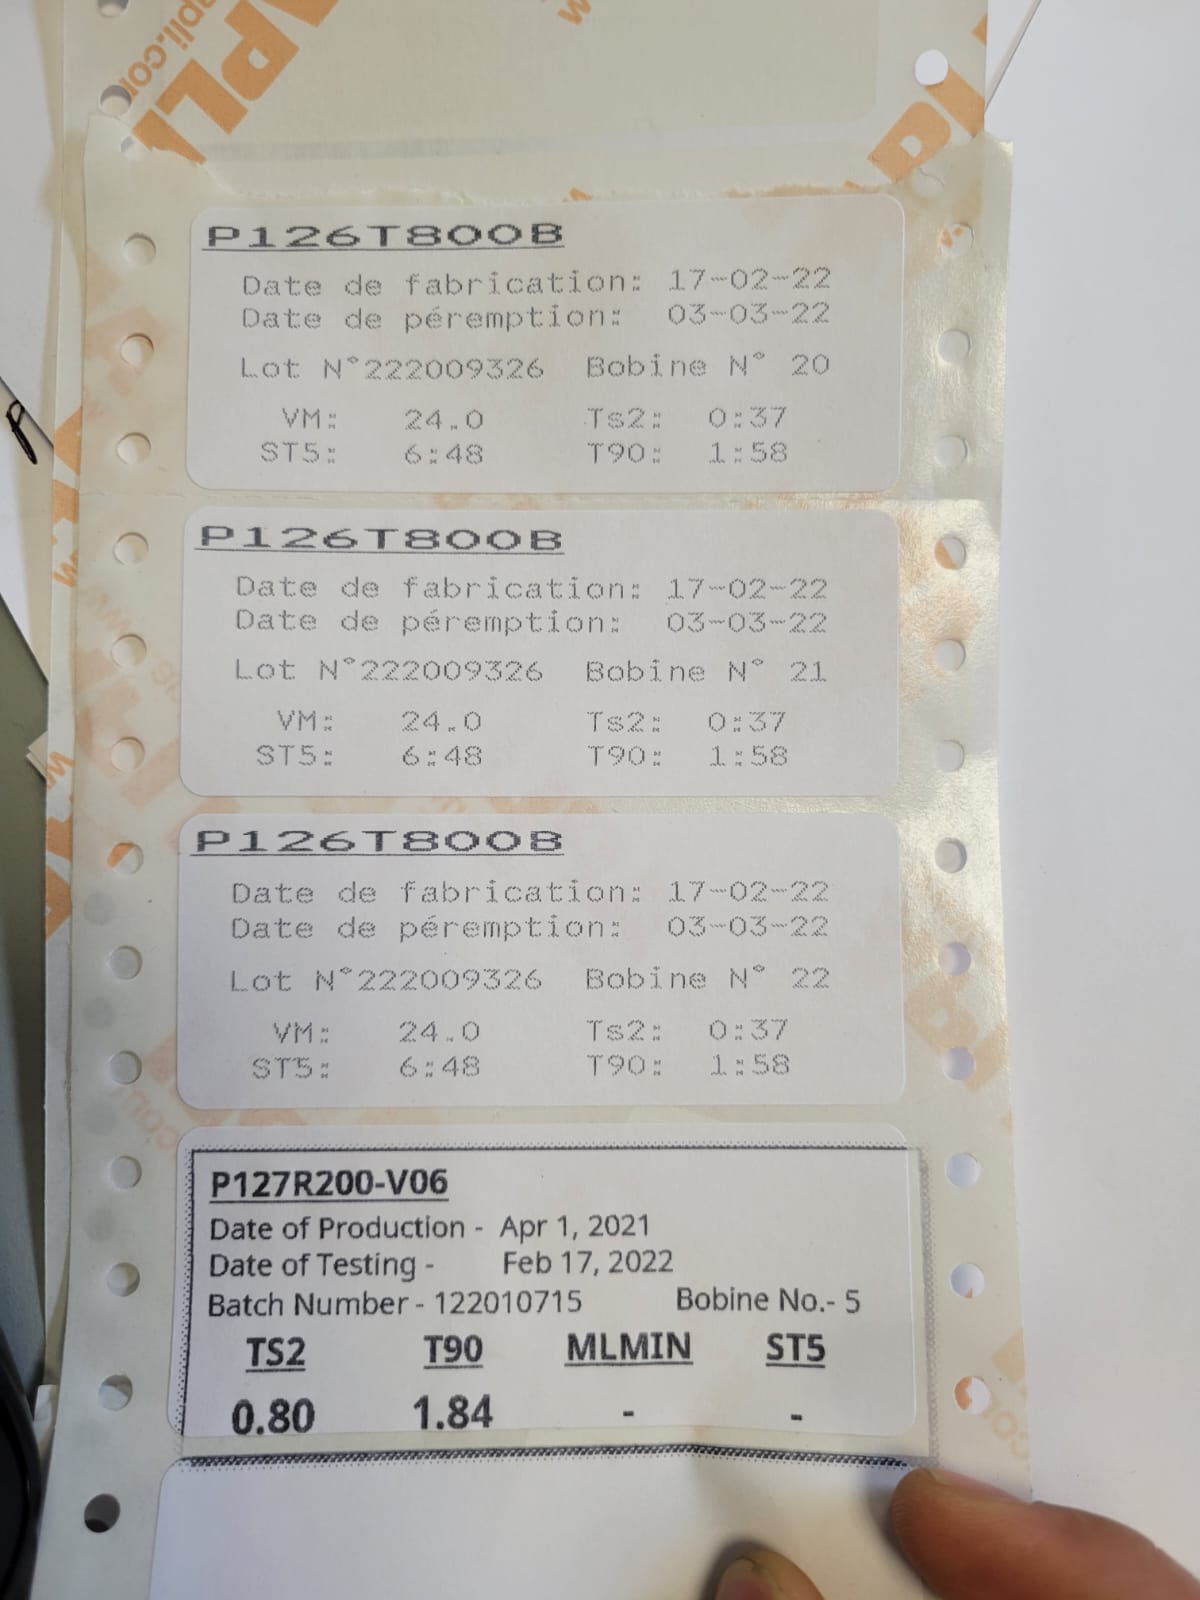 APLI
apli.com
P126T800B
Date de fabrication: 17-02-22
Date de péremption: 03-03-22
Lot N°222009326 Bobine N° 20
VM: 24.0 Ts2: 0:37
ST5: 6:48 T90: 1:58
P126T800B
Date de fabrication: 17-02-22
Date de péremption: 03-03-22
Lot N°222009326 Bobine N° 21
VM: 24.0 Ts2: 0:37
ST5: 6:48 T90: 1:58
P126T800B
Date de fabrication: 17-02-22
Date de péremption: 03-03-22
Lot N°222009326 Bobine N° 22
VM: 24.0 Ts2: 0:37
ST5: 6:48 T90: 1:58
P127R200-V06
Date of Production - Apr 1, 2021
Date of Testing - Feb 17, 2022
Batch Number - 122010715 Bobine No.- 5
TS2 T90 MLMIN ST5
0.80 1.84 - -